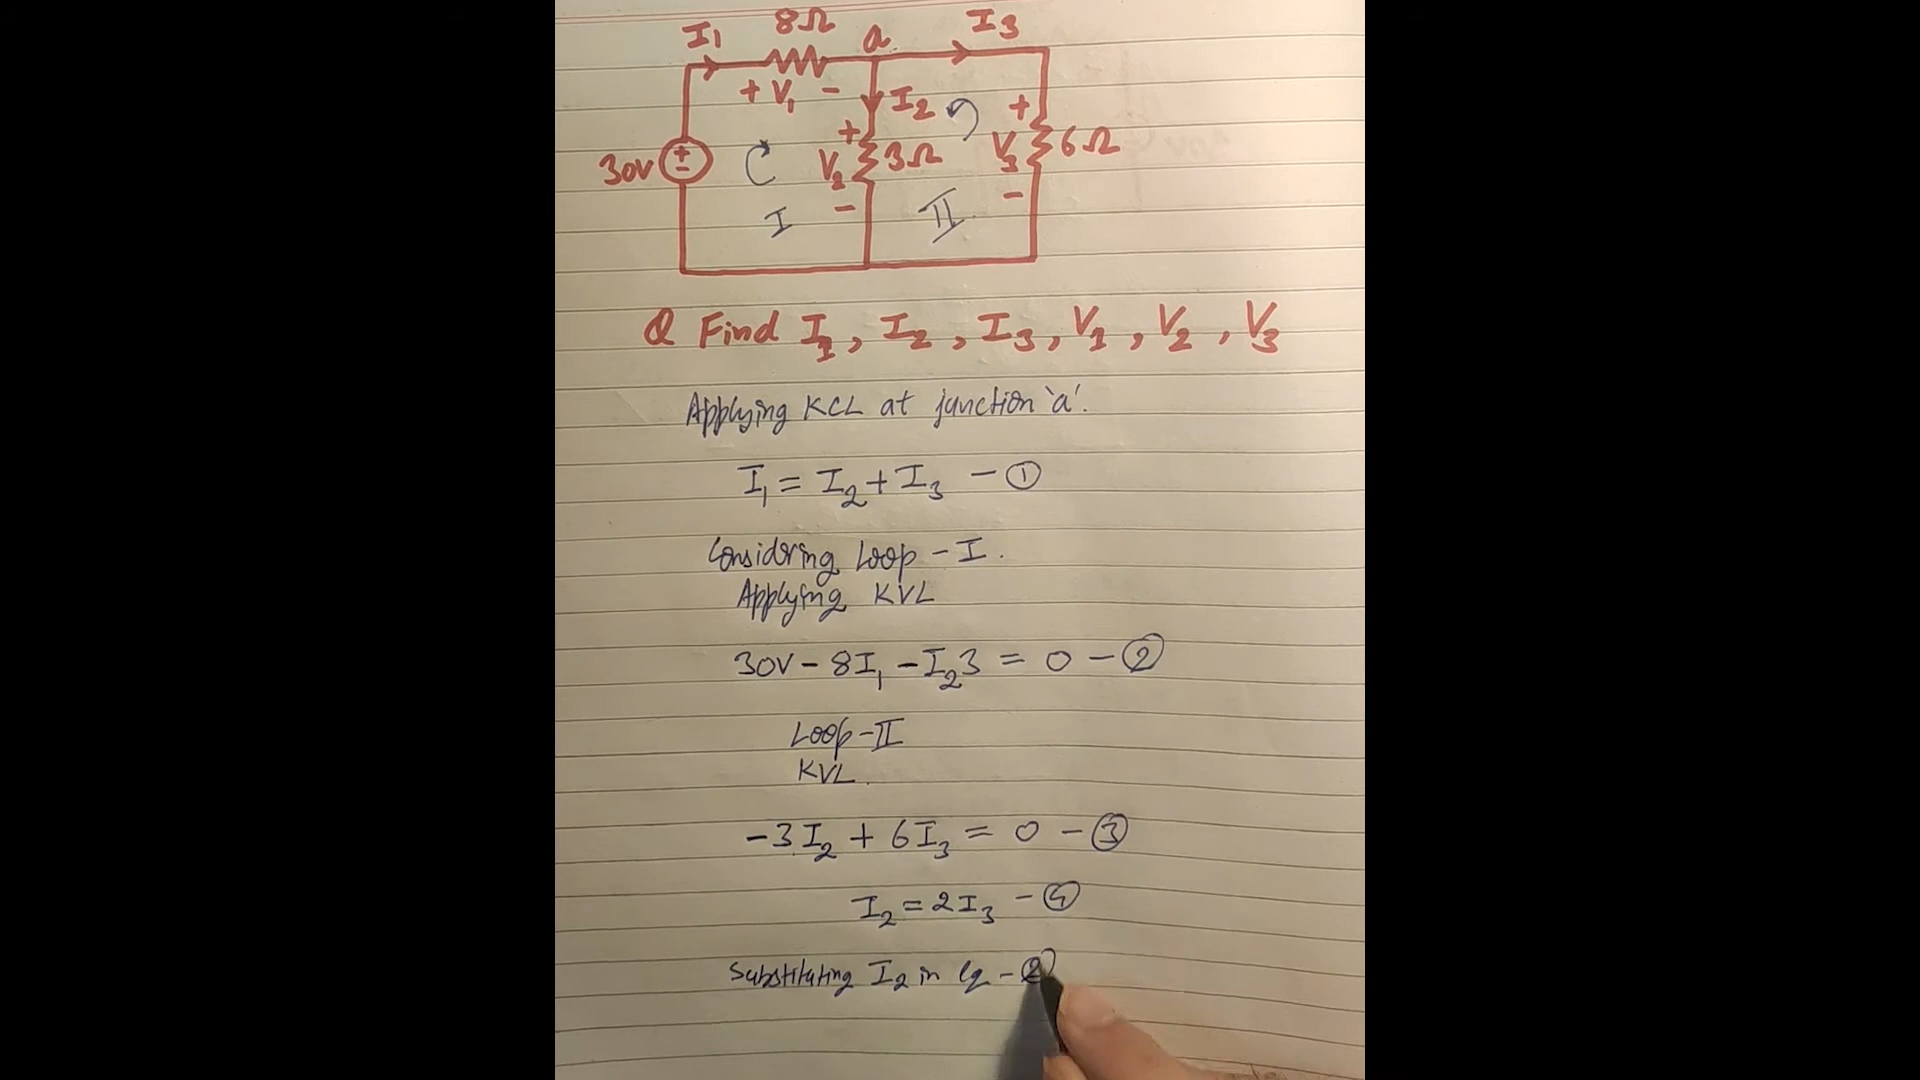 I1 8Ω a I3
+ V1 - I2
30V + - + V2 - 3Ω + V3 - 6Ω
I II
Q Find I1, I2, I3, V1, V2, V3
Applying KCL at junction 'a'.
I1 = I2 + I3 - ①
Considring Loop - I.
Applying KVL
30V - 8I1 - I2 3 = 0 - ②
Loop - II
KVL.
-3I2 + 6I3 = 0 - ③
I2 = 2I3 - ④
Substituting I2 in eq - ②